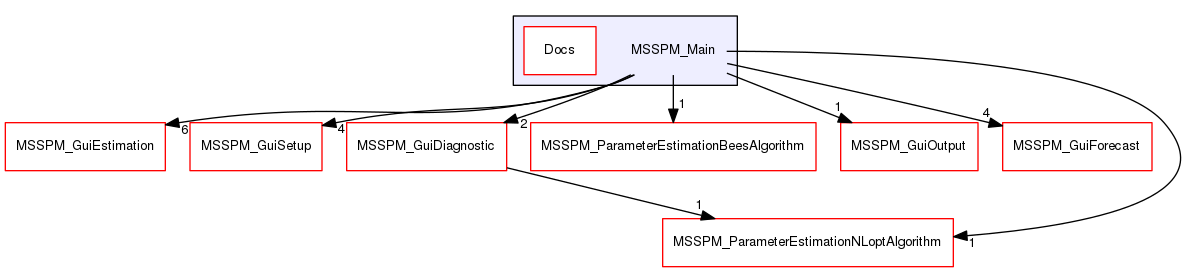 Docs
MSSPM_Main
6
4
2
1
1
4
MSSPM_GuiEstimation
MSSPM_GuiSetup
MSSPM_GuiDiagnostic
MSSPM_ParameterEstimationBeesAlgorithm
MSSPM_GuiOutput
MSSPM_GuiForecast
1
MSSPM_ParameterEstimationNLoptAlgorithm
1